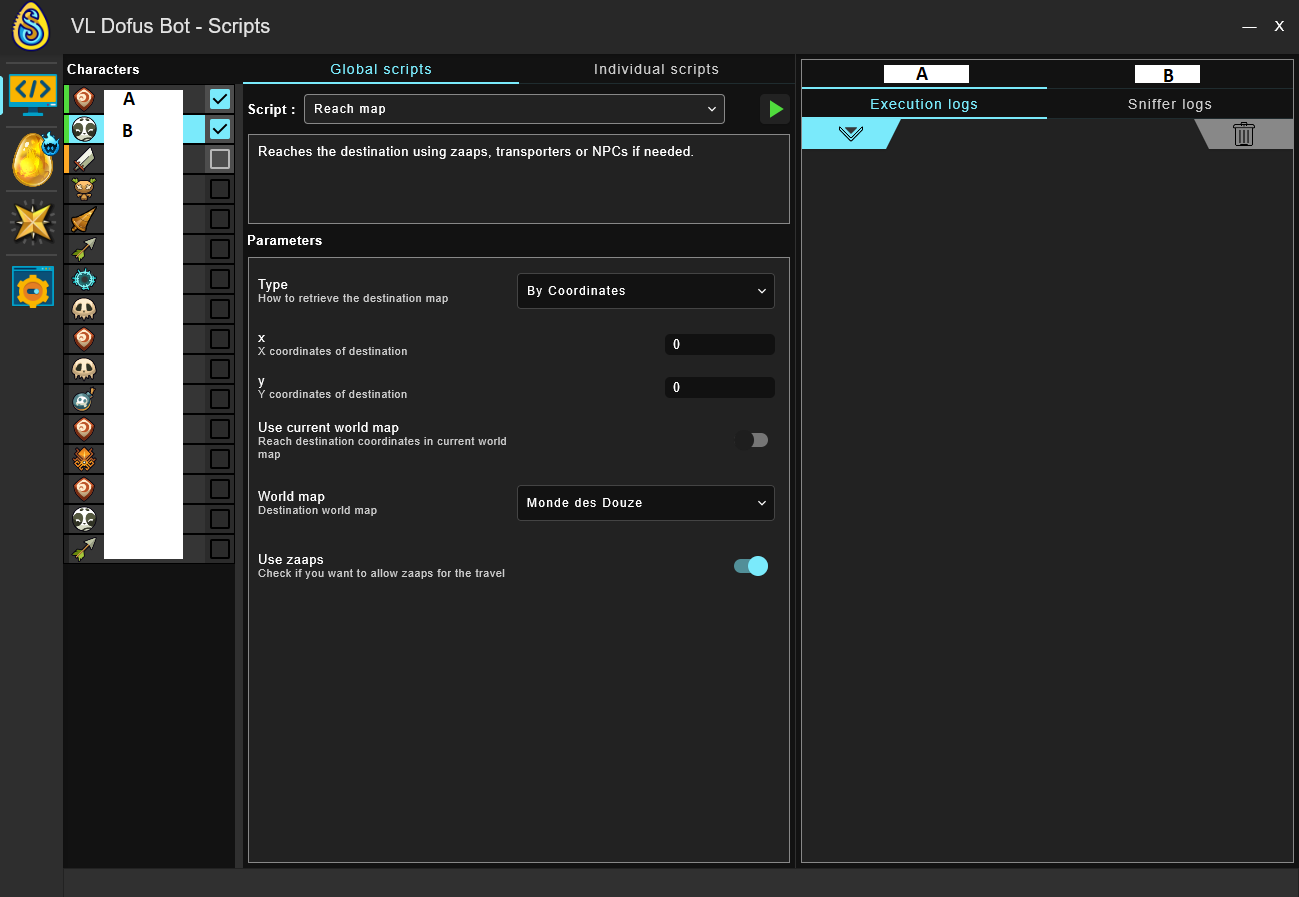 VL Dofus Bot - Scripts
— X
Characters
A
B
Global scripts
Individual scripts
Script :
Reach map
Reaches the destination using zaaps, transporters or NPCs if needed.
Parameters
Type
How to retrieve the destination map
By Coordinates
x
X coordinates of destination
0
y
Y coordinates of destination
0
Use current world map
Reach destination coordinates in current world
map
World map
Destination world map
Monde des Douze
Use zaaps
Check if you want to allow zaaps for the travel
A
B
Execution logs
Sniffer logs